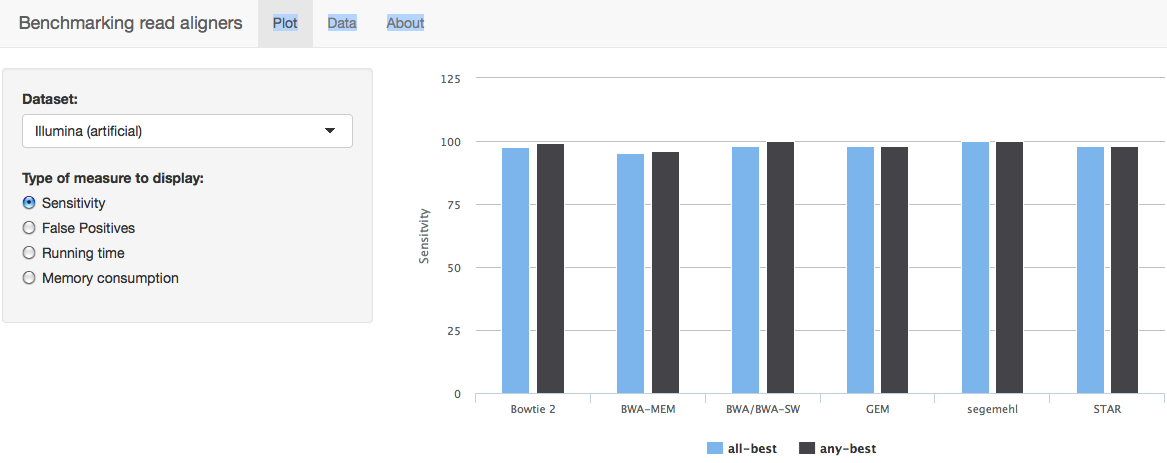 Benchmarking read aligners Plot Data About
Dataset:
Illumina (artificial)
Type of measure to display:
Sensitivity
False Positives
Running time
Memory consumption
125
100
75
50
25
0
Sensitvity
Bowtie 2 BWA-MEM BWA/BWA-SW GEM segemehl STAR
all-best any-best